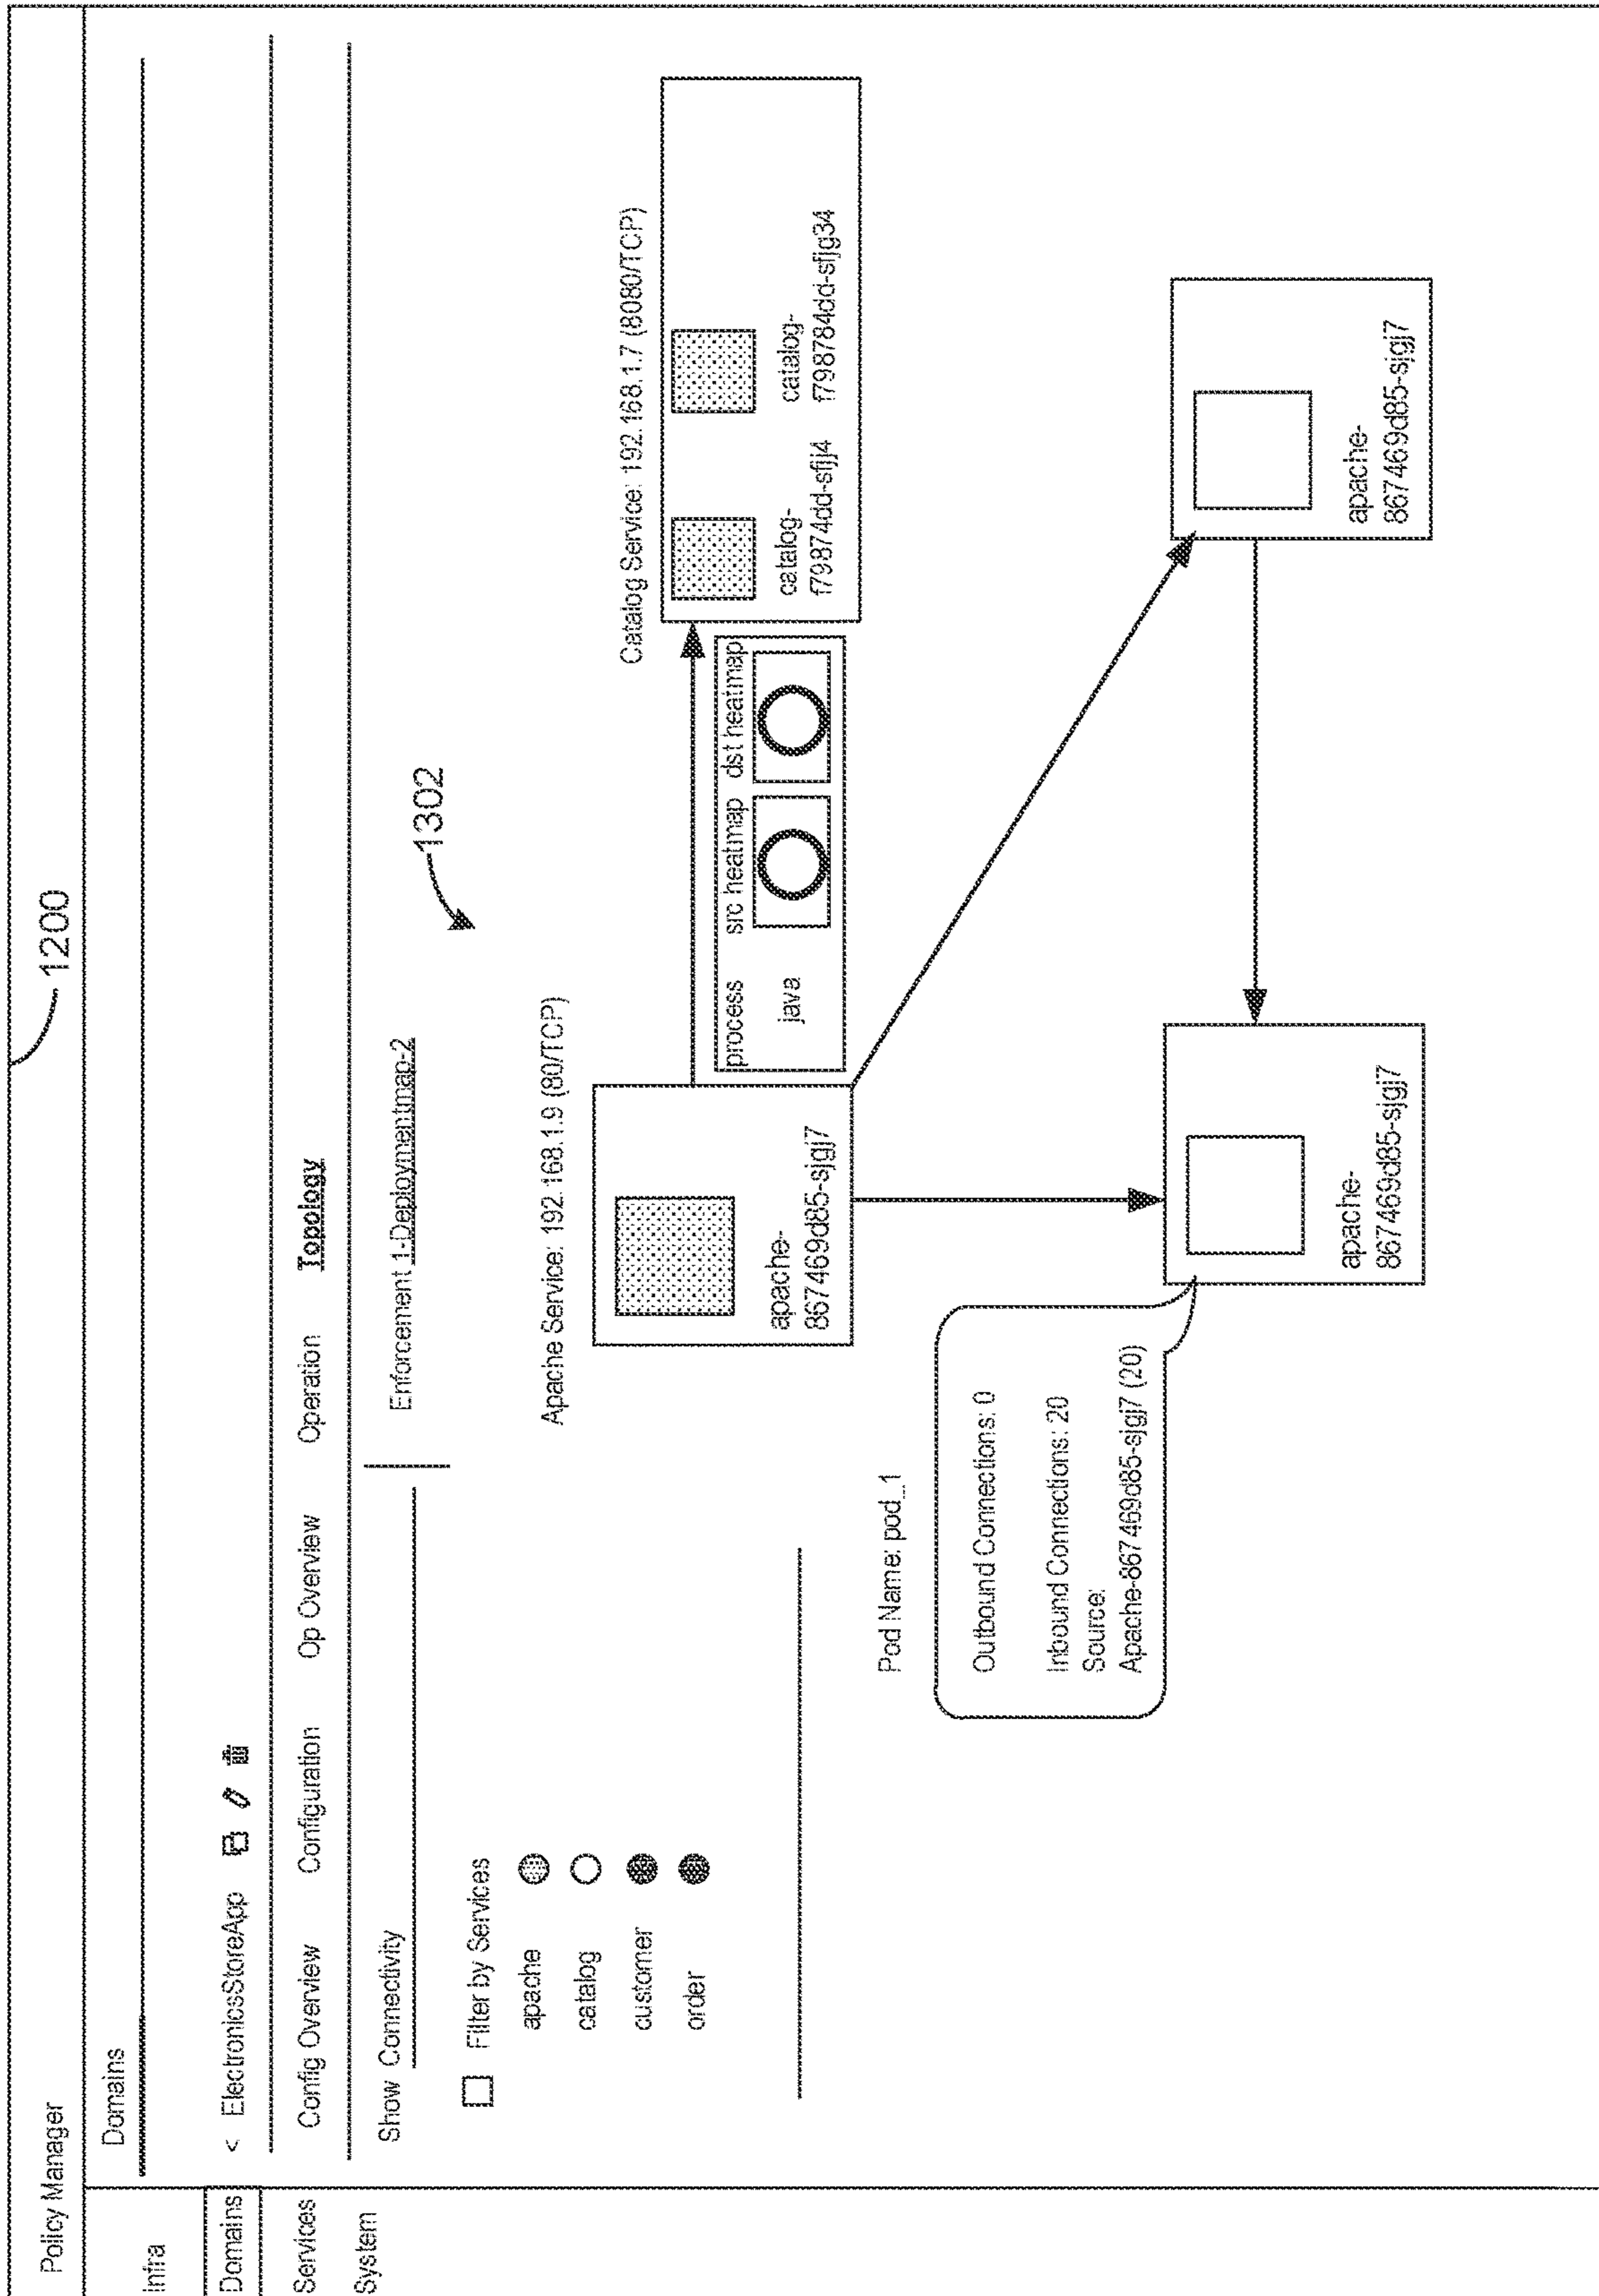 1200
Policy Manager
Domains
Infra
Domains
Services
System
< ElectronicsStoreApp
Config Overview Configuration Op Overview Operation Topology
Show Connectivity
Enforcement_1-Deploymentmap-2
1302
Filter by Services
apache
catalog
customer
order
Apache Service: 192.168.1.9 (80/TCP)
apache-
867469d85-sjgj7
process src heatmap dst heatmap
java
Catalog Service: 192.168.1.7 (8080/TCP)
catalog-
f79874dd-sfjj4
catalog-
f798784dd-sfjg34
Pod Name: pod_1
Outbound Connections: 0
Inbound Connections: 20
Source:
Apache-867469d85-sjgj7 (20)
apache-
867469d85-sjgj7
apache-
867469d85-sjgj7